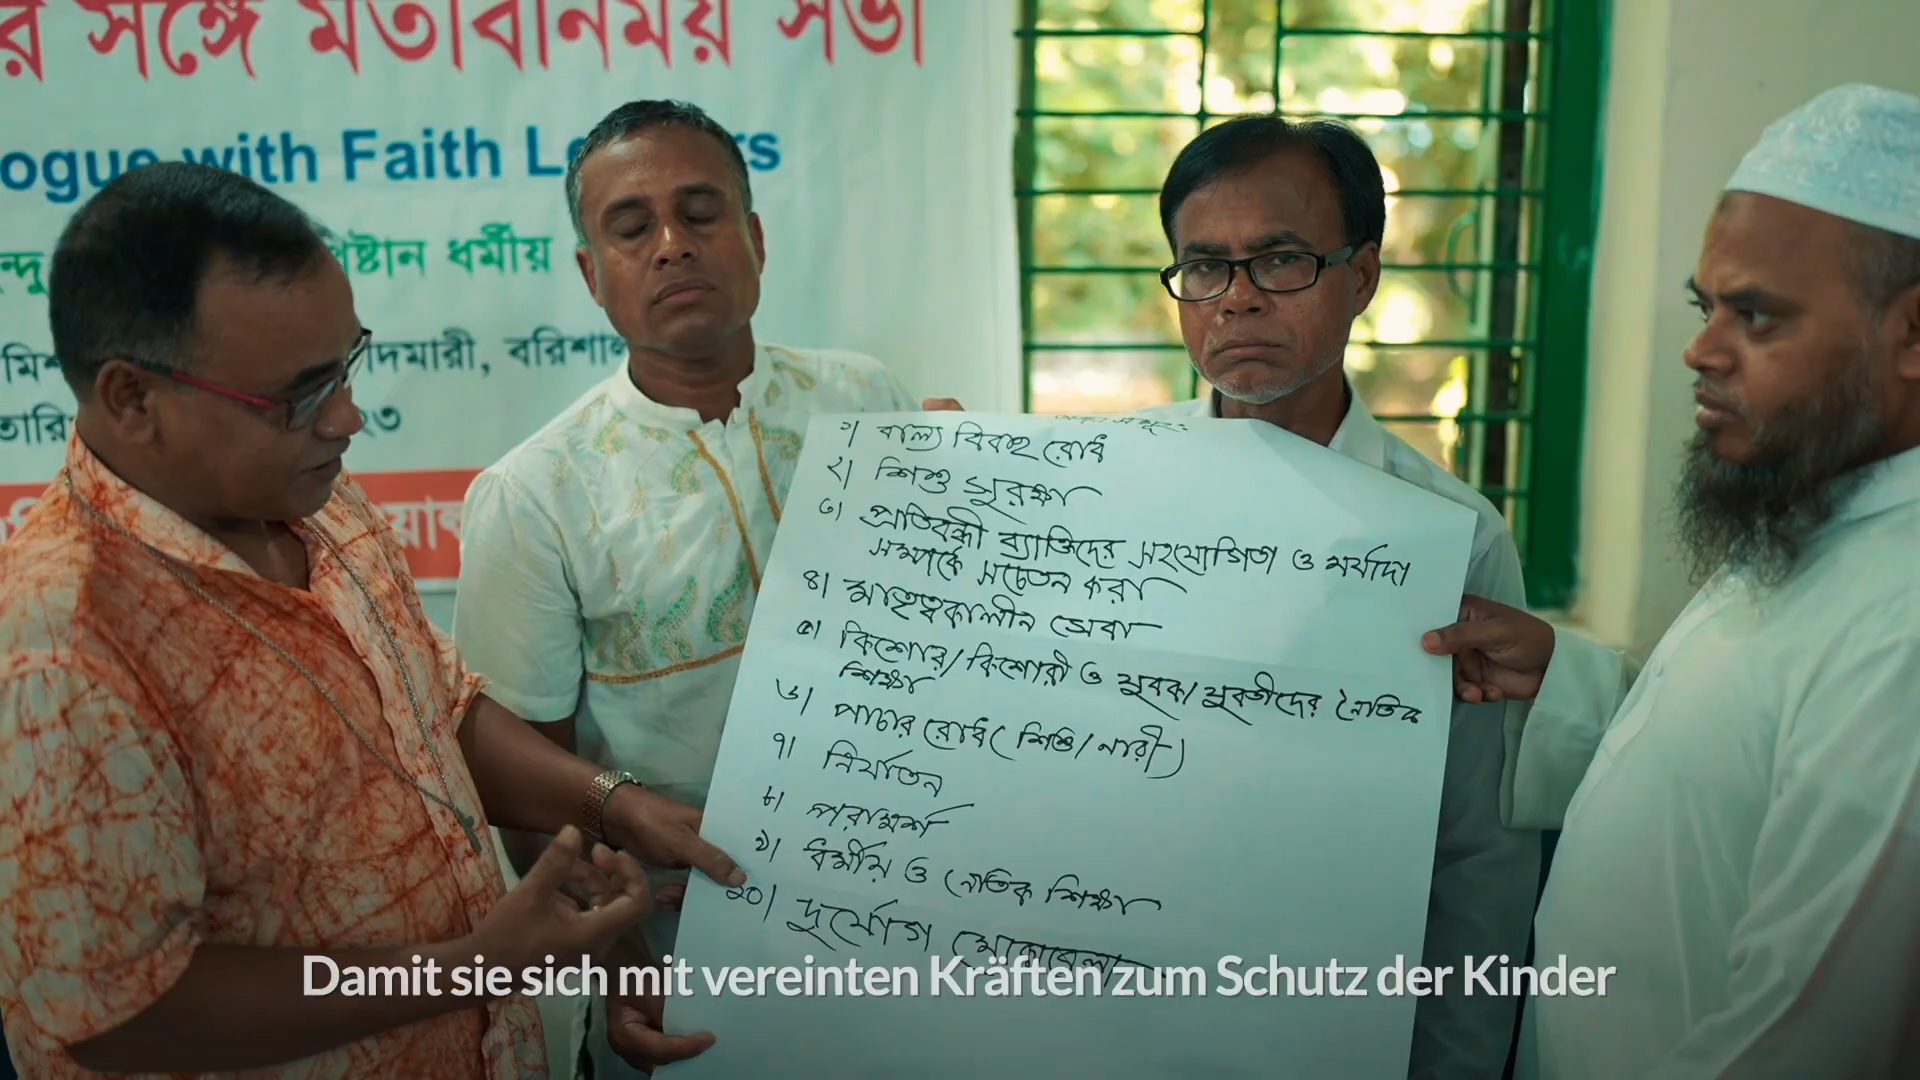 র সঙ্গে মতবিনিময় সভা
ogue with Faith Le rs
ন্দু ধর্মীয়
দমারী, বরিশাল
২৩
১। বাল্য বিবাহ রোধ
২। শিশু সুরক্ষা
৩। প্রতিবন্ধী ব্যাক্তিদের সহযোগিতা ও মর্যাদা
সম্পর্কে সচেতন করা
৪। মাতৃত্বকালীন সেবা
৫। কিশোর/কিশোরী ও যুবক/যুবতীদের নৈতিক
শিক্ষা
৬। পাচার রোধ (শিশু/নারী)
৭। নির্যাতন
৮। পরামর্শ
৯। ধর্মীয় ও নৈতিক শিক্ষা
১০। দুর্যোগ মোকাবেলা
Damit sie sich mit vereinten Kräften zum Schutz der Kinder